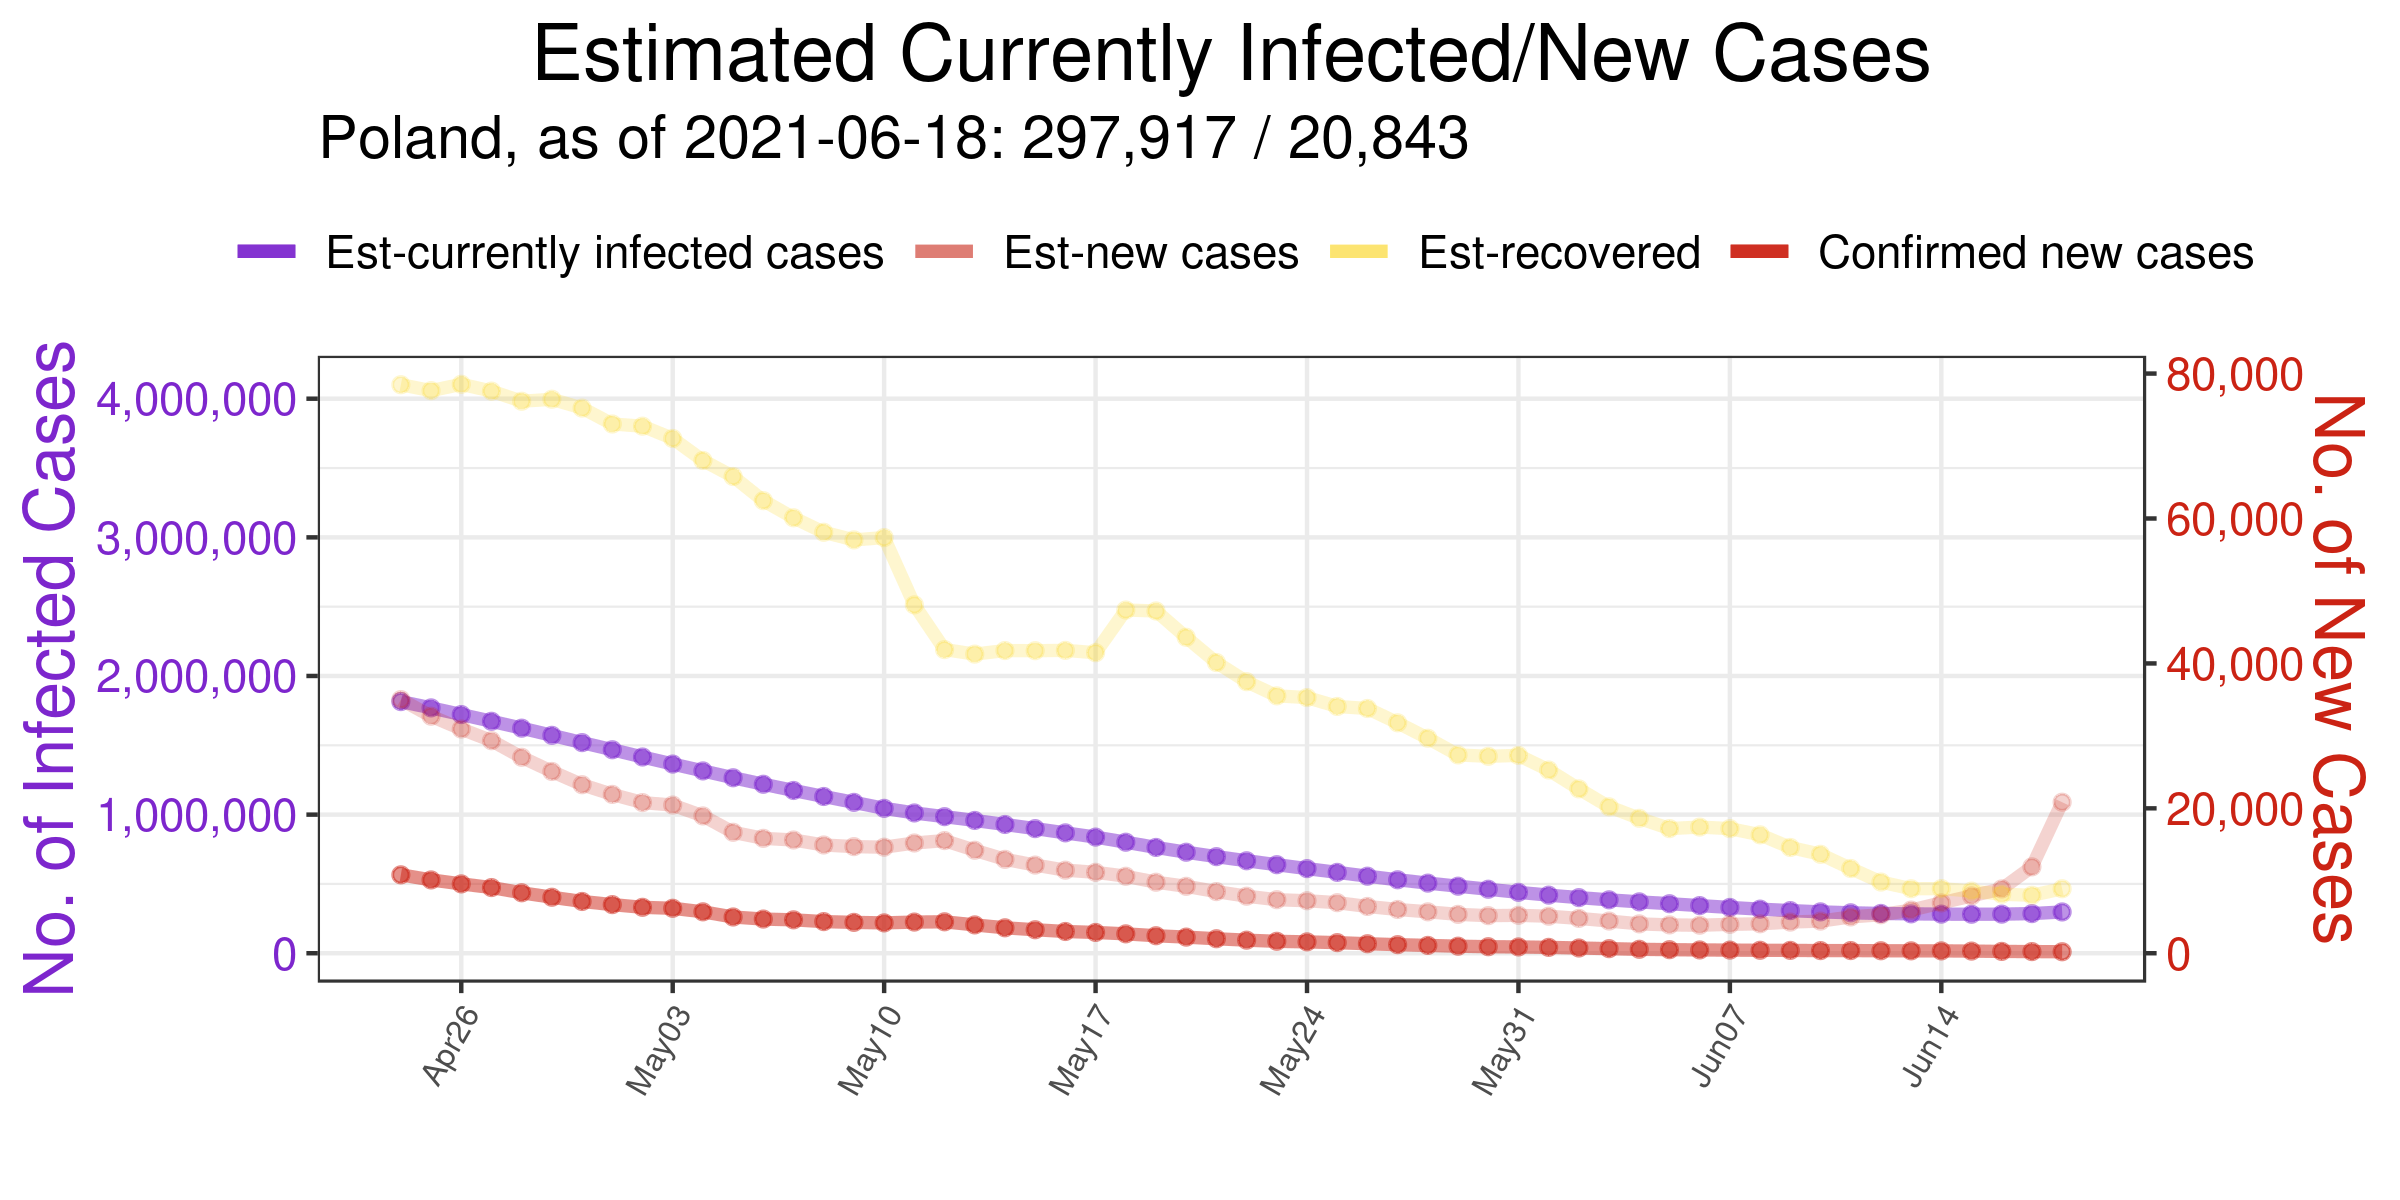 Estimated Currently Infected/New Cases
Poland, as of 2021-06-18: 297,917 / 20,843
Est-currently infected cases Est-new cases Est-recovered Confirmed new cases
No. of Infected Cases
4,000,000
3,000,000
2,000,000
1,000,000
0
80,000
60,000
40,000
20,000
0
No. of New Cases
Apr26 May03 May10 May17 May24 May31 Jun07 Jun14